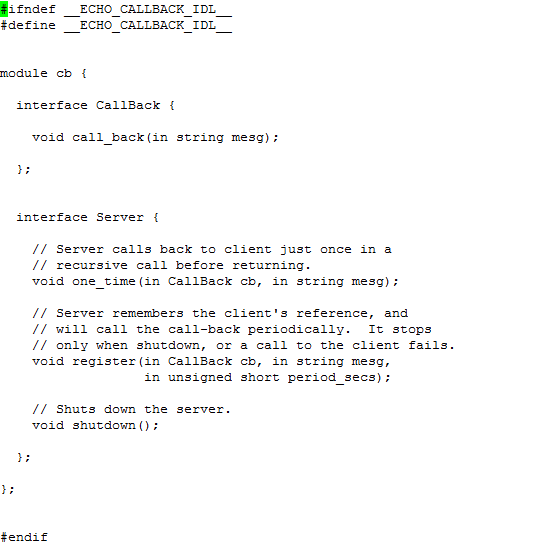 #ifndef __ECHO_CALLBACK_IDL__
#define __ECHO_CALLBACK_IDL__
module cb {
  interface CallBack {
    void call_back(in string mesg);
  };
  interface Server {
    // Server calls back to client just once in a
    // recursive call before returning.
    void one_time(in CallBack cb, in string mesg);
    // Server remembers the client's reference, and
    // will call the call-back periodically.  It stops
    // only when shutdown, or a call to the client fails.
    void register(in CallBack cb, in string mesg,
                  in unsigned short period_secs);
    // Shuts down the server.
    void shutdown();
  };
};
#endif